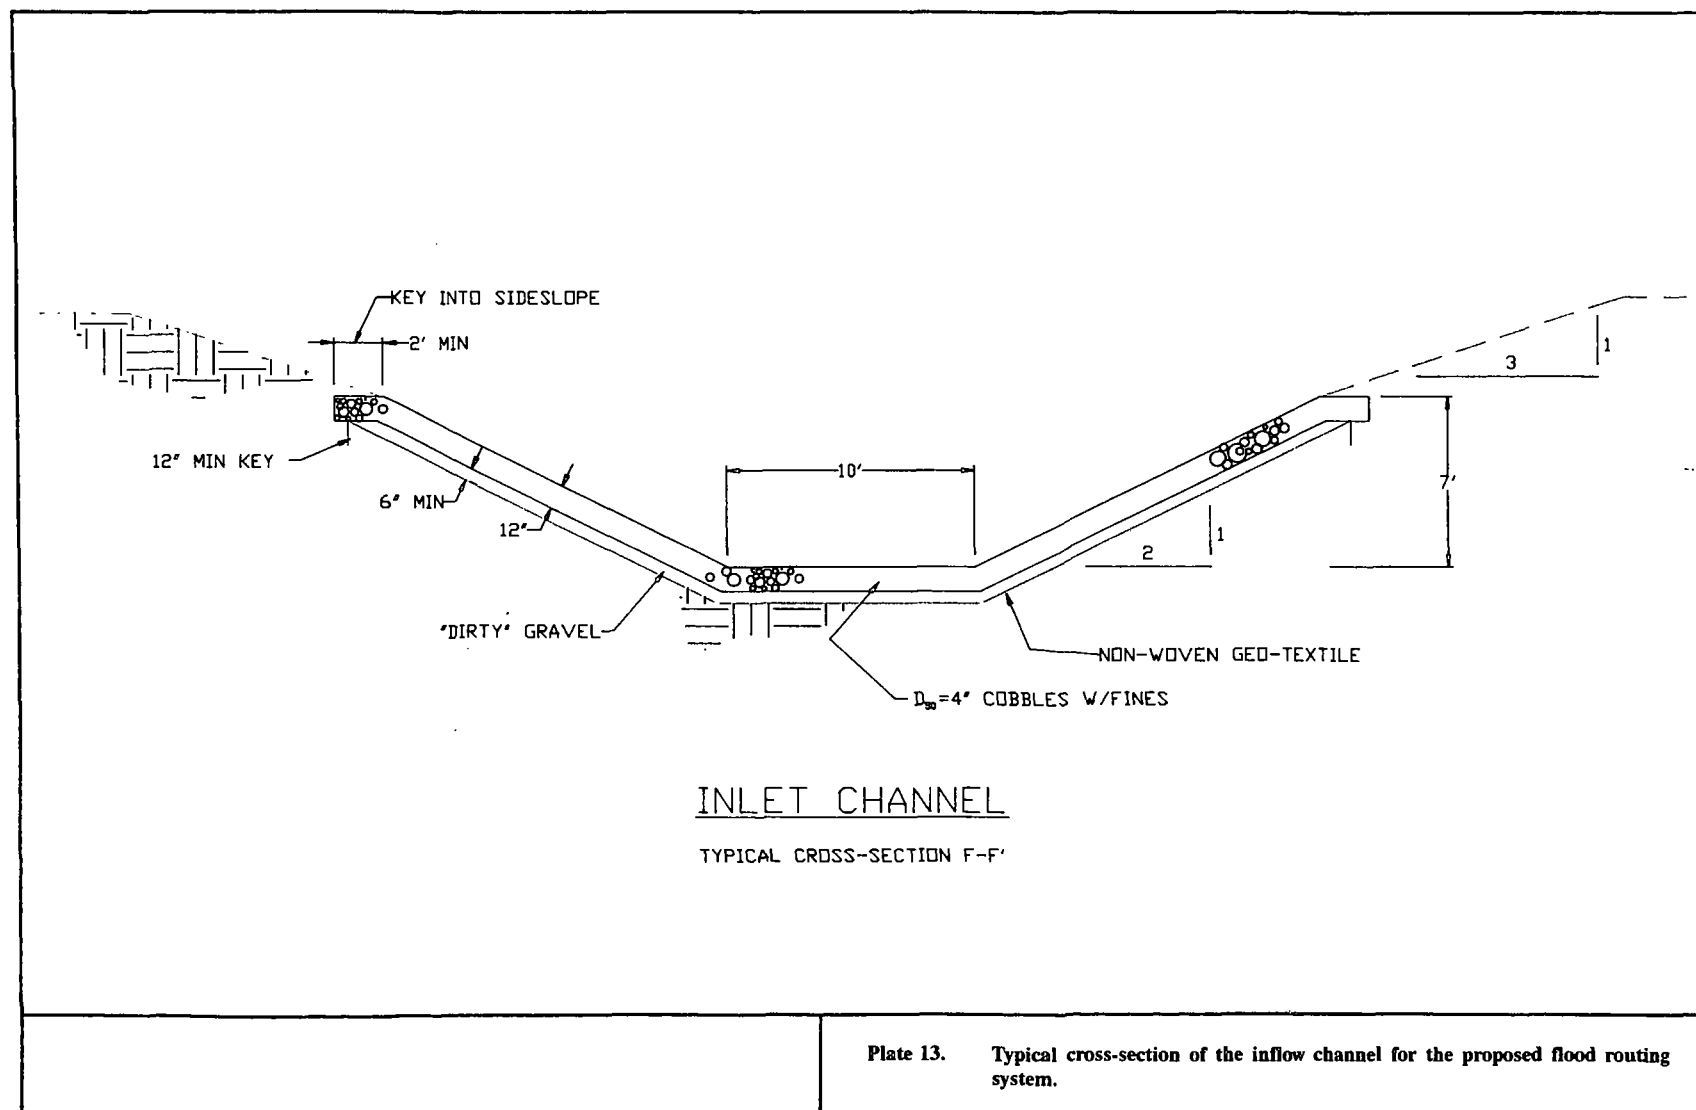 KEY INTO SIDESLOPE
2' MIN
1
3
12" MIN KEY
10'
7'
6" MIN
12"
1
2
"DIRTY" GRAVEL
NON-WOVEN GEO-TEXTILE
D₅₀=4" COBBLES W/FINES
INLET CHANNEL
TYPICAL CROSS-SECTION F-F'
Plate 13. Typical cross-section of the inflow channel for the proposed flood routing
system.